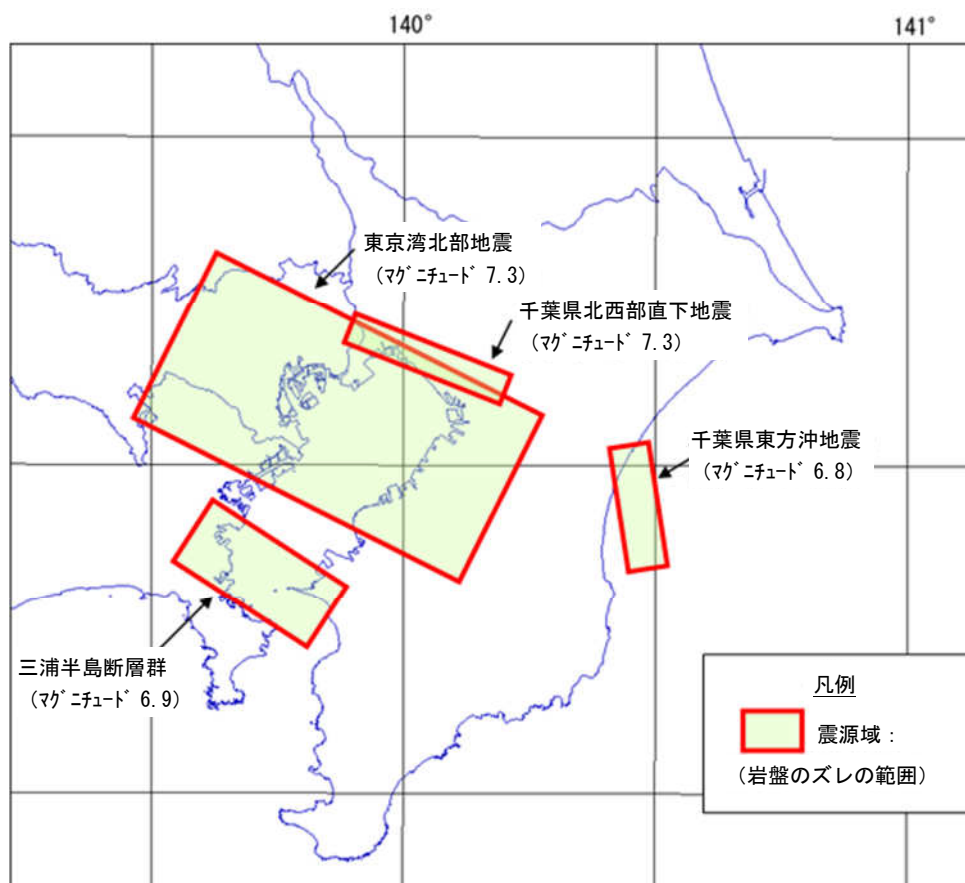 140°
141°
東京湾北部地震
(ﾏｸﾞﾆﾁｭｰﾄﾞ 7.3)
千葉県北西部直下地震
(ﾏｸﾞﾆﾁｭｰﾄﾞ 7.3)
千葉県東方沖地震
(ﾏｸﾞﾆﾁｭｰﾄﾞ 6.8)
三浦半島断層群
(ﾏｸﾞﾆﾁｭｰﾄﾞ 6.9)
凡例
震源域:
(岩盤のズレの範囲)